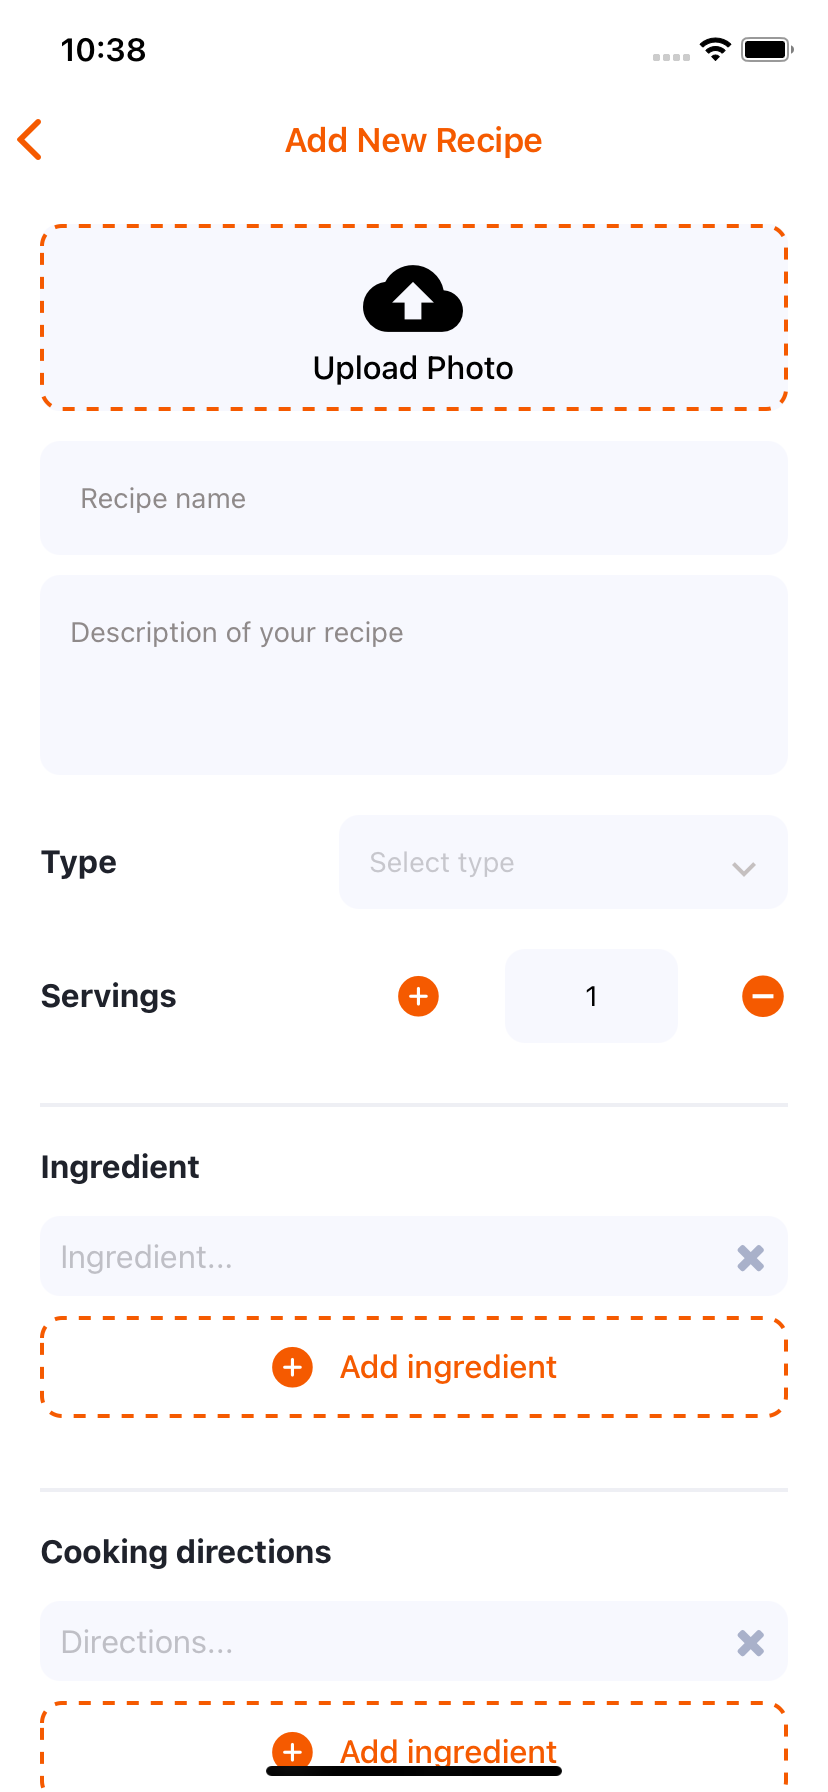 10:38
Add New Recipe
Upload Photo
Recipe name
Description of your recipe
Type
Select type
Servings
1
Ingredient
Ingredient...
Add ingredient
Cooking directions
Directions...
Add ingredient